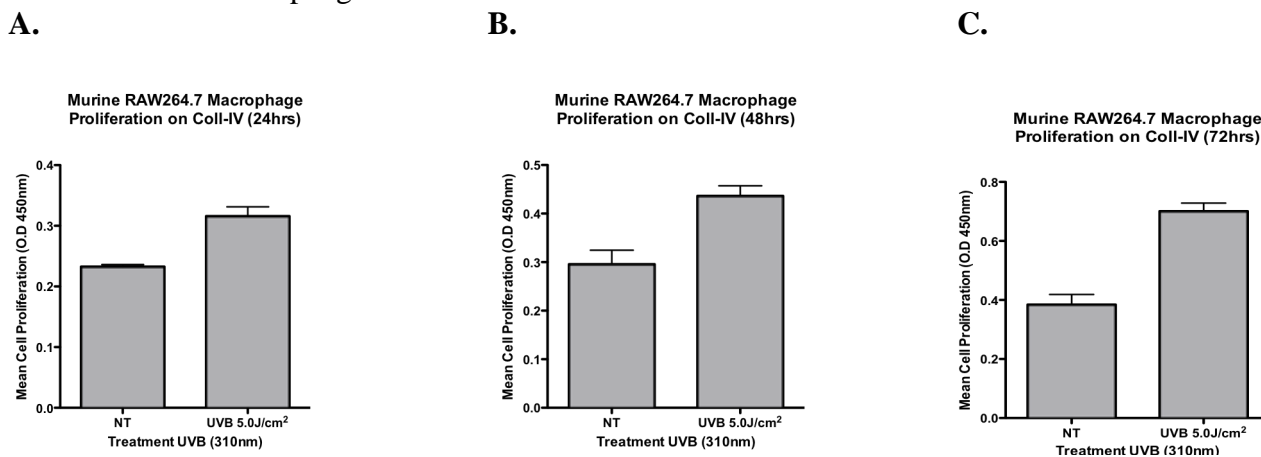 A.
B.
C.
Murine RAW264.7 Macrophage
Proliferation on Coll-IV (24hrs)
Mean Cell Proliferation (O.D 450nm)
0.4
0.3
0.2
0.1
0.0
NT
UVB 5.0J/cm²
Treatment UVB (310nm)
Murine RAW264.7 Macrophage
Proliferation on Coll-IV (48hrs)
Mean Cell Proliferation (O.D 450nm)
0.5
0.4
0.3
0.2
0.1
0.0
NT
UVB 5.0J/cm²
Treatment UVB (310nm)
Murine RAW264.7 Macrophage
Proliferation on Coll-IV (72hrs)
Mean Cell Proliferation (O.D 450nm)
0.8
0.6
0.4
0.2
0.0
NT
UVB 5.0J/cm²
Treatment UVB (310nm)